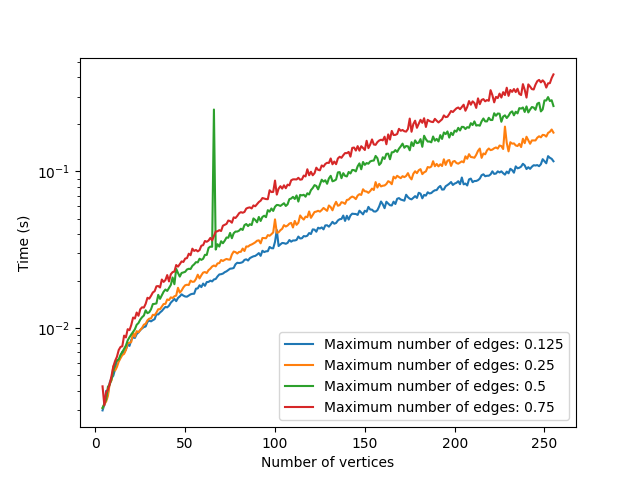 Time (s)
10⁻¹
10⁻²
Maximum number of edges: 0.125
Maximum number of edges: 0.25
Maximum number of edges: 0.5
Maximum number of edges: 0.75
0 50 100 150 200 250
Number of vertices